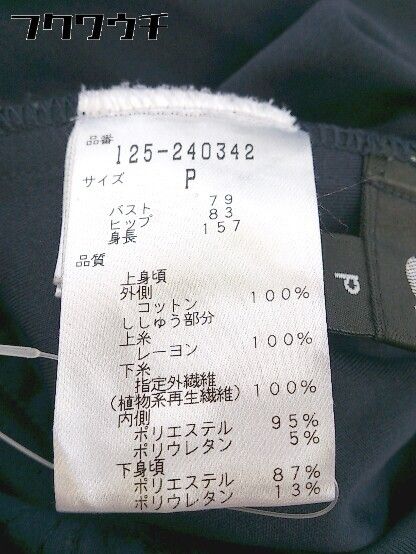 フクワウチ
品番
125-240342
サイズ P
バスト 79
ヒップ 83
身長 157
品質
上身頃
外側
コットン 100%
ししゅう部分
上糸
レーヨン 100%
下糸
指定外繊維 100%
(植物系再生繊維)
内側
ポリエステル 95%
ポリウレタン 5%
下身頃
ポリエステル 87%
ポリウレタン 13%
P